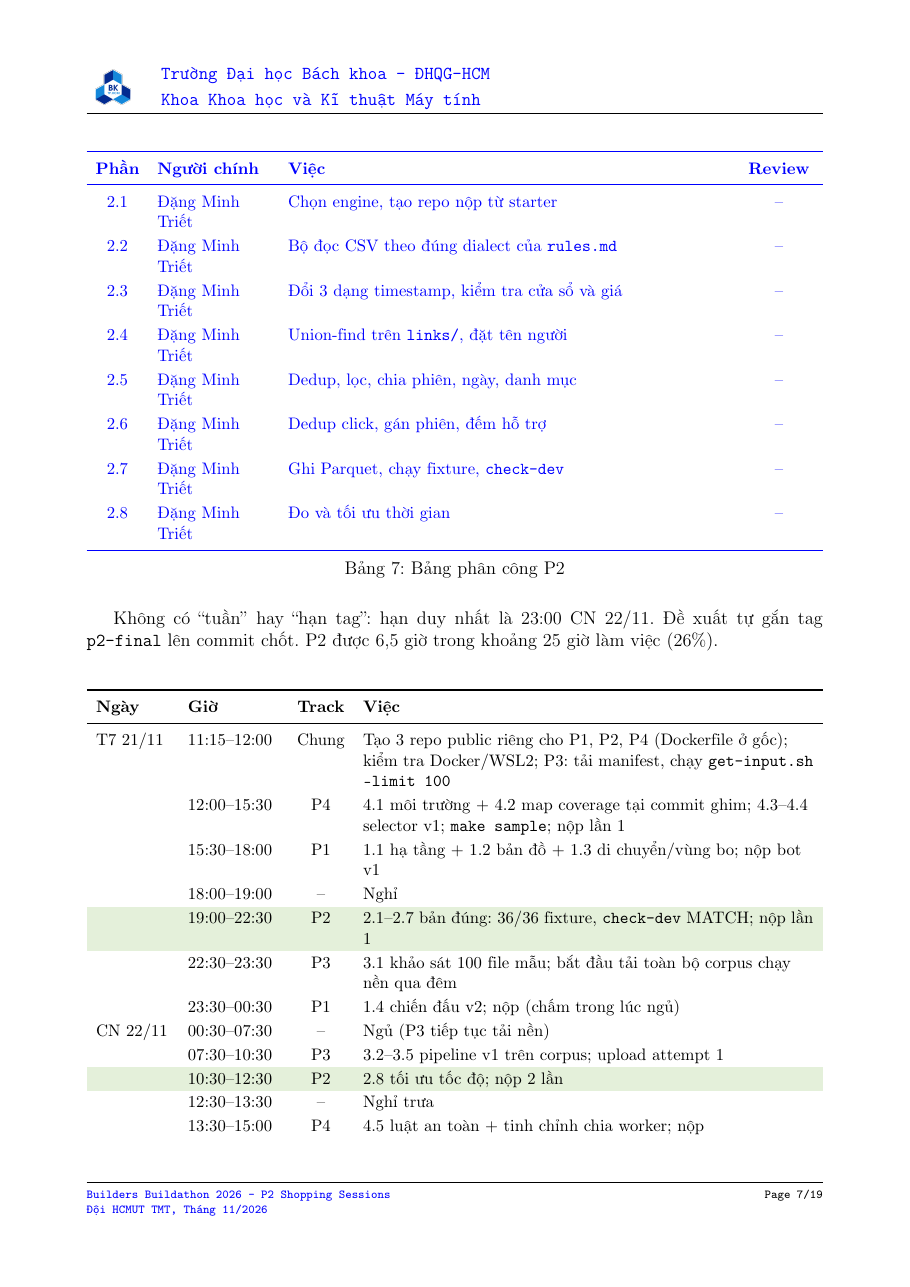 BK
Trường Đại học Bách khoa - ĐHQG-HCM
Khoa Khoa học và Kĩ thuật Máy tính
Phần Người chính Việc Review
2.1 Đặng Minh Triết Chọn engine, tạo repo nộp từ starter –
2.2 Đặng Minh Triết Bộ đọc CSV theo đúng dialect của rules.md –
2.3 Đặng Minh Triết Đổi 3 dạng timestamp, kiểm tra cửa sổ và giá –
2.4 Đặng Minh Triết Union-find trên links/, đặt tên người –
2.5 Đặng Minh Triết Dedup, lọc, chia phiên, ngày, danh mục –
2.6 Đặng Minh Triết Dedup click, gán phiên, đếm hỗ trợ –
2.7 Đặng Minh Triết Ghi Parquet, chạy fixture, check-dev –
2.8 Đặng Minh Triết Đo và tối ưu thời gian –
Bảng 7: Bảng phân công P2
Không có “tuần” hay “hạn tag”: hạn duy nhất là 23:00 CN 22/11. Đề xuất tự gắn tag
p2-final lên commit chốt. P2 được 6,5 giờ trong khoảng 25 giờ làm việc (26%).
Ngày Giờ Track Việc
T7 21/11 11:15–12:00 Chung Tạo 3 repo public riêng cho P1, P2, P4 (Dockerfile ở gốc);
kiểm tra Docker/WSL2; P3: tải manifest, chạy get-input.sh
-limit 100
12:00–15:30 P4 4.1 môi trường + 4.2 map coverage tại commit ghim; 4.3–4.4
selector v1; make sample; nộp lần 1
15:30–18:00 P1 1.1 hạ tầng + 1.2 bản đồ + 1.3 di chuyển/vùng bo; nộp bot
v1
18:00–19:00 – Nghỉ
19:00–22:30 P2 2.1–2.7 bản đúng: 36/36 fixture, check-dev MATCH; nộp lần
1
22:30–23:30 P3 3.1 khảo sát 100 file mẫu; bắt đầu tải toàn bộ corpus chạy
nền qua đêm
23:30–00:30 P1 1.4 chiến đấu v2; nộp (chấm trong lúc ngủ)
CN 22/11 00:30–07:30 – Ngủ (P3 tiếp tục tải nền)
07:30–10:30 P3 3.2–3.5 pipeline v1 trên corpus; upload attempt 1
10:30–12:30 P2 2.8 tối ưu tốc độ; nộp 2 lần
12:30–13:30 – Nghỉ trưa
13:30–15:00 P4 4.5 luật an toàn + tinh chỉnh chia worker; nộp
Builders Buildathon 2026 - P2 Shopping Sessions Page 7/19
Đội HCMUT TMT, Tháng 11/2026